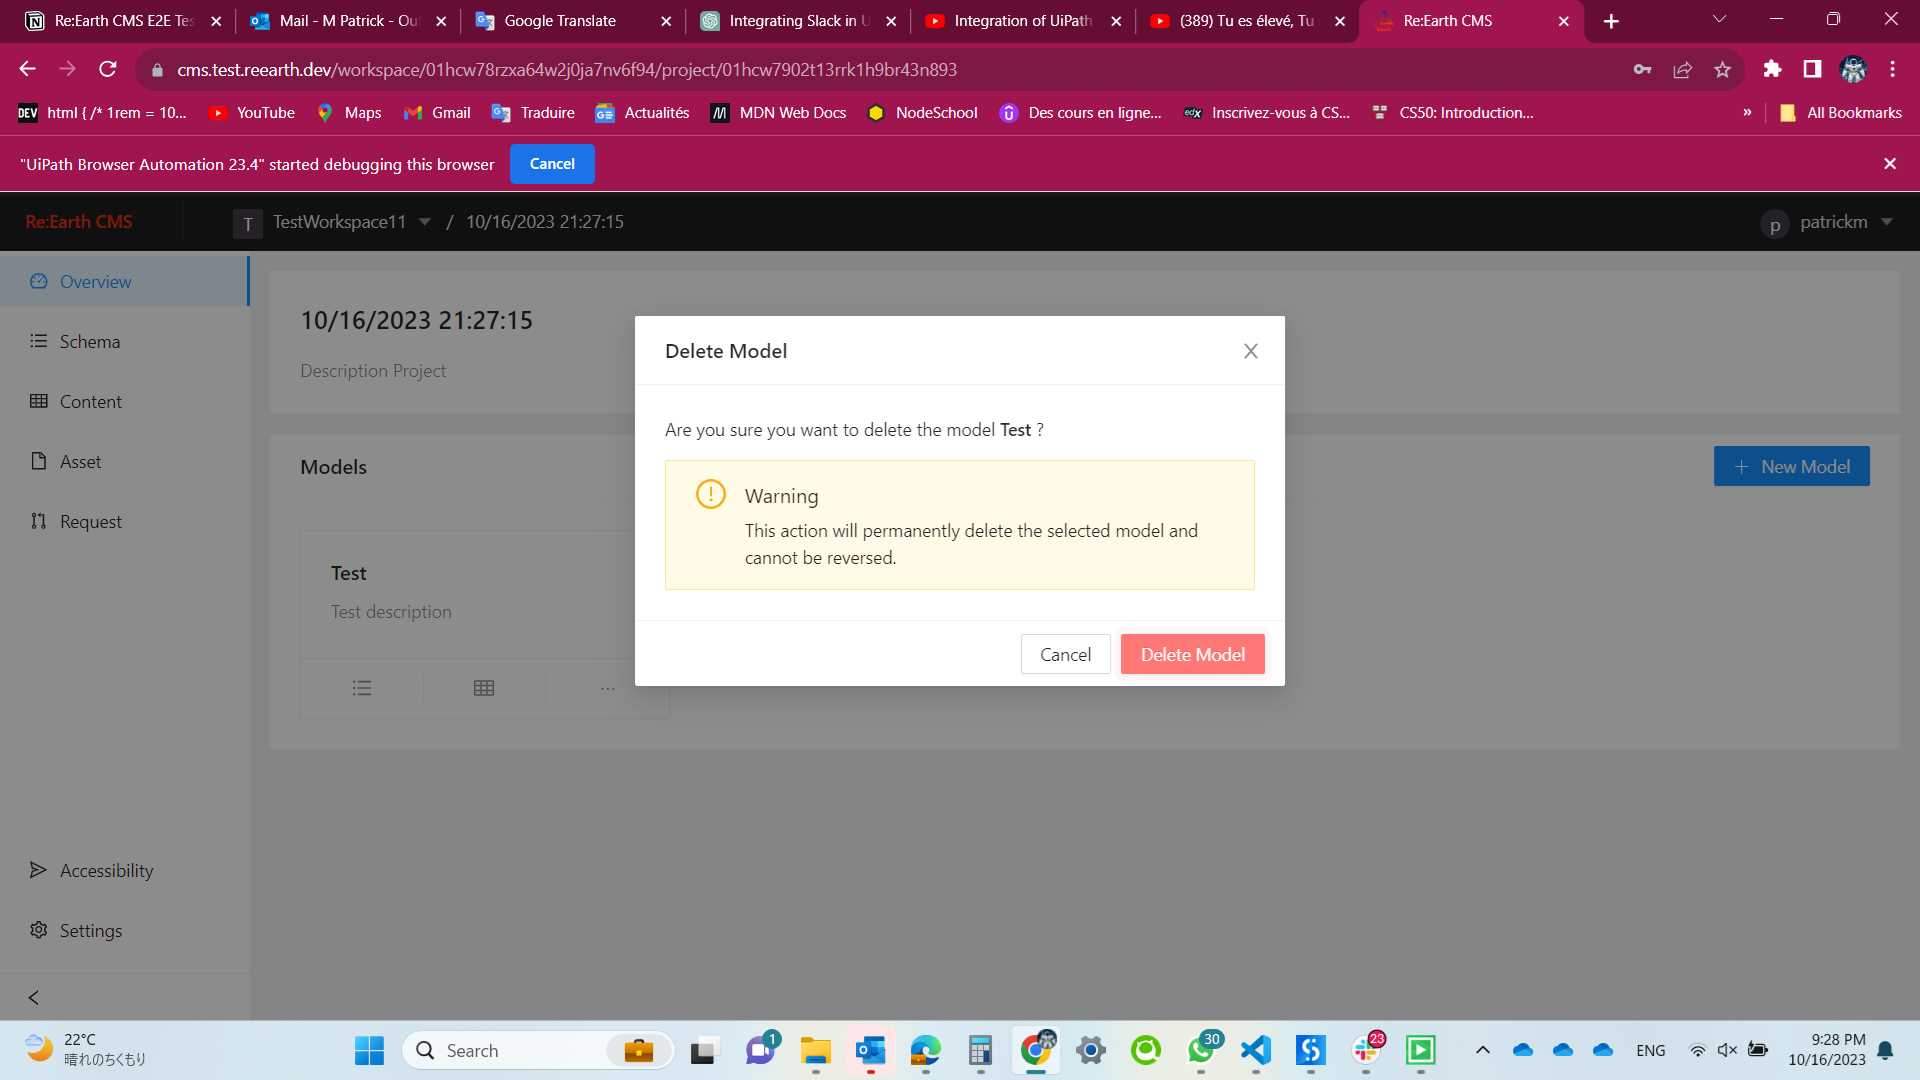 Re:Earth CMS E2E Tes
Mail - M Patrick - Ou
Google Translate
Integrating Slack in U
Integration of UiPath
(389) Tu es élevé, Tu
Re:Earth CMS
cms.test.reearth.dev/workspace/01hcw78rzxa64w2j0ja7nv6f94/project/01hcw7902t13rrk1h9br43n893
DEV html { /* 1rem = 10...
YouTube
Maps
Gmail
Traduire
Actualités
MDN Web Docs
NodeSchool
Des cours en ligne...
edx Inscrivez-vous à CS...
CS50: Introduction...
»
All Bookmarks
"UiPath Browser Automation 23.4" started debugging this browser
Cancel
Re:Earth CMS
T TestWorkspace11 / 10/16/2023 21:27:15
p patrickm
Overview
Schema
Content
Asset
Request
Accessibility
Settings
10/16/2023 21:27:15
Description Project
Models
+ New Model
Test
Test description
Delete Model
Are you sure you want to delete the model Test ?
Warning
This action will permanently delete the selected model and
cannot be reversed.
Cancel
Delete Model
22°C
晴れのちくもり
Search
1
30
23
ENG
9:28 PM
10/16/2023